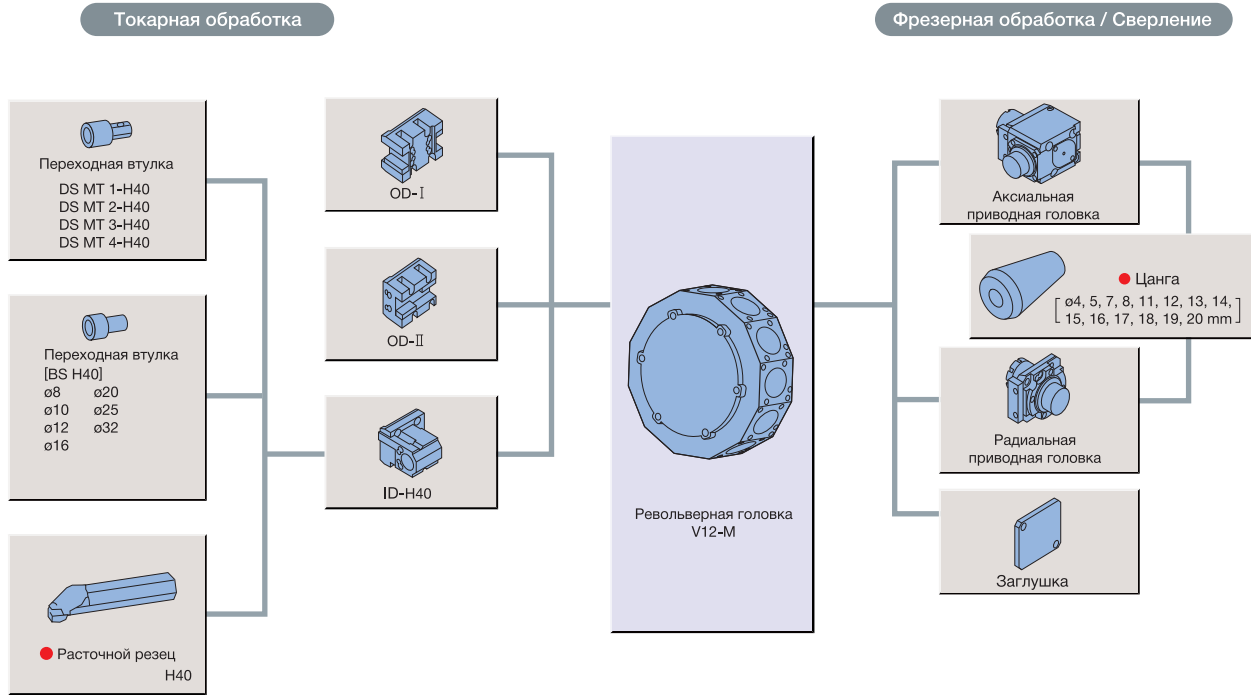 Токарная обработка
Фрезерная обработка / Сверление
Переходная втулка
DS MT 1-H40
DS MT 2-H40
DS MT 3-H40
DS MT 4-H40
Переходная втулка
[BS H40]
ø8 ø20
ø10 ø25
ø12 ø32
ø16
Расточной резец
H40
OD-I
OD-II
ID-H40
Револьверная головка
V12-M
Аксиальная
приводная головка
Цанга
[ø4, 5, 7, 8, 11, 12, 13, 14,
15, 16, 17, 18, 19, 20 mm]
Радиальная
приводная головка
Заглушка